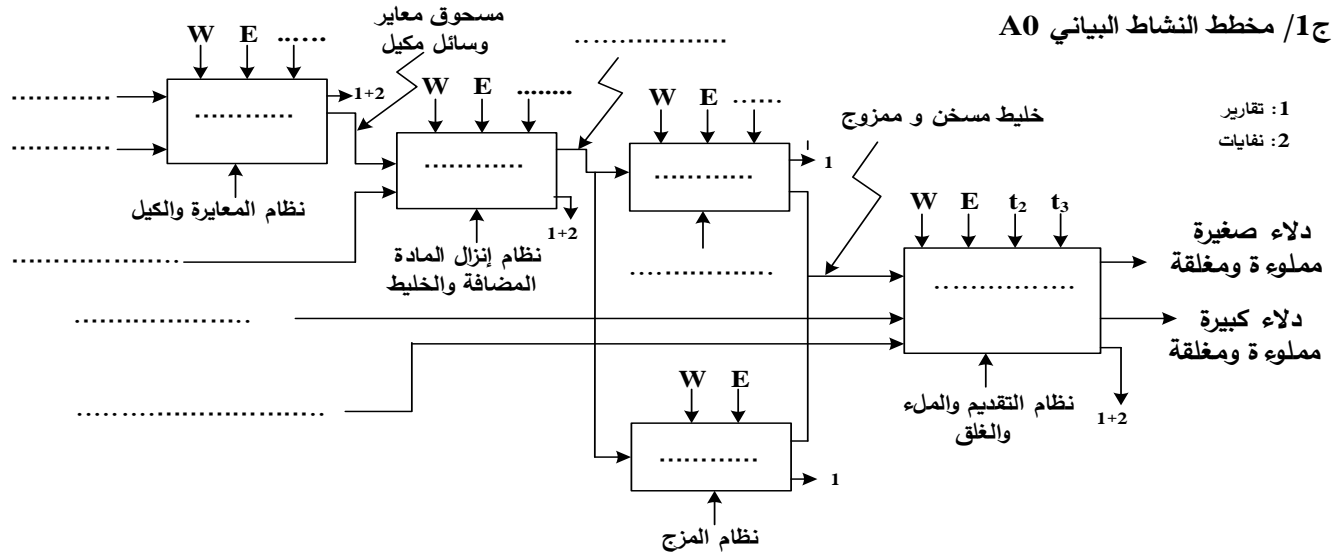 ج1/ مخطط النشاط البياني A0
1: تقارير
2: نفايات
W E ......
..............
..............
............
1+2
نظام المعايرة والكيل
مسحوق معاير
وسائل مكيل
W E ........
............
1+2
نظام إنزال المادة
المضافة والخليط
.......................
......................
W E ......
............
1
.....................
خليط مسخن و ممزوج
W E t2 t3
................
دلاء صغيرة
مملوءة ومغلقة
دلاء كبيرة
مملوءة ومغلقة
1+2
نظام التقديم والملء
والغلق
......................
...............................
W E
............
1
نظام المزج